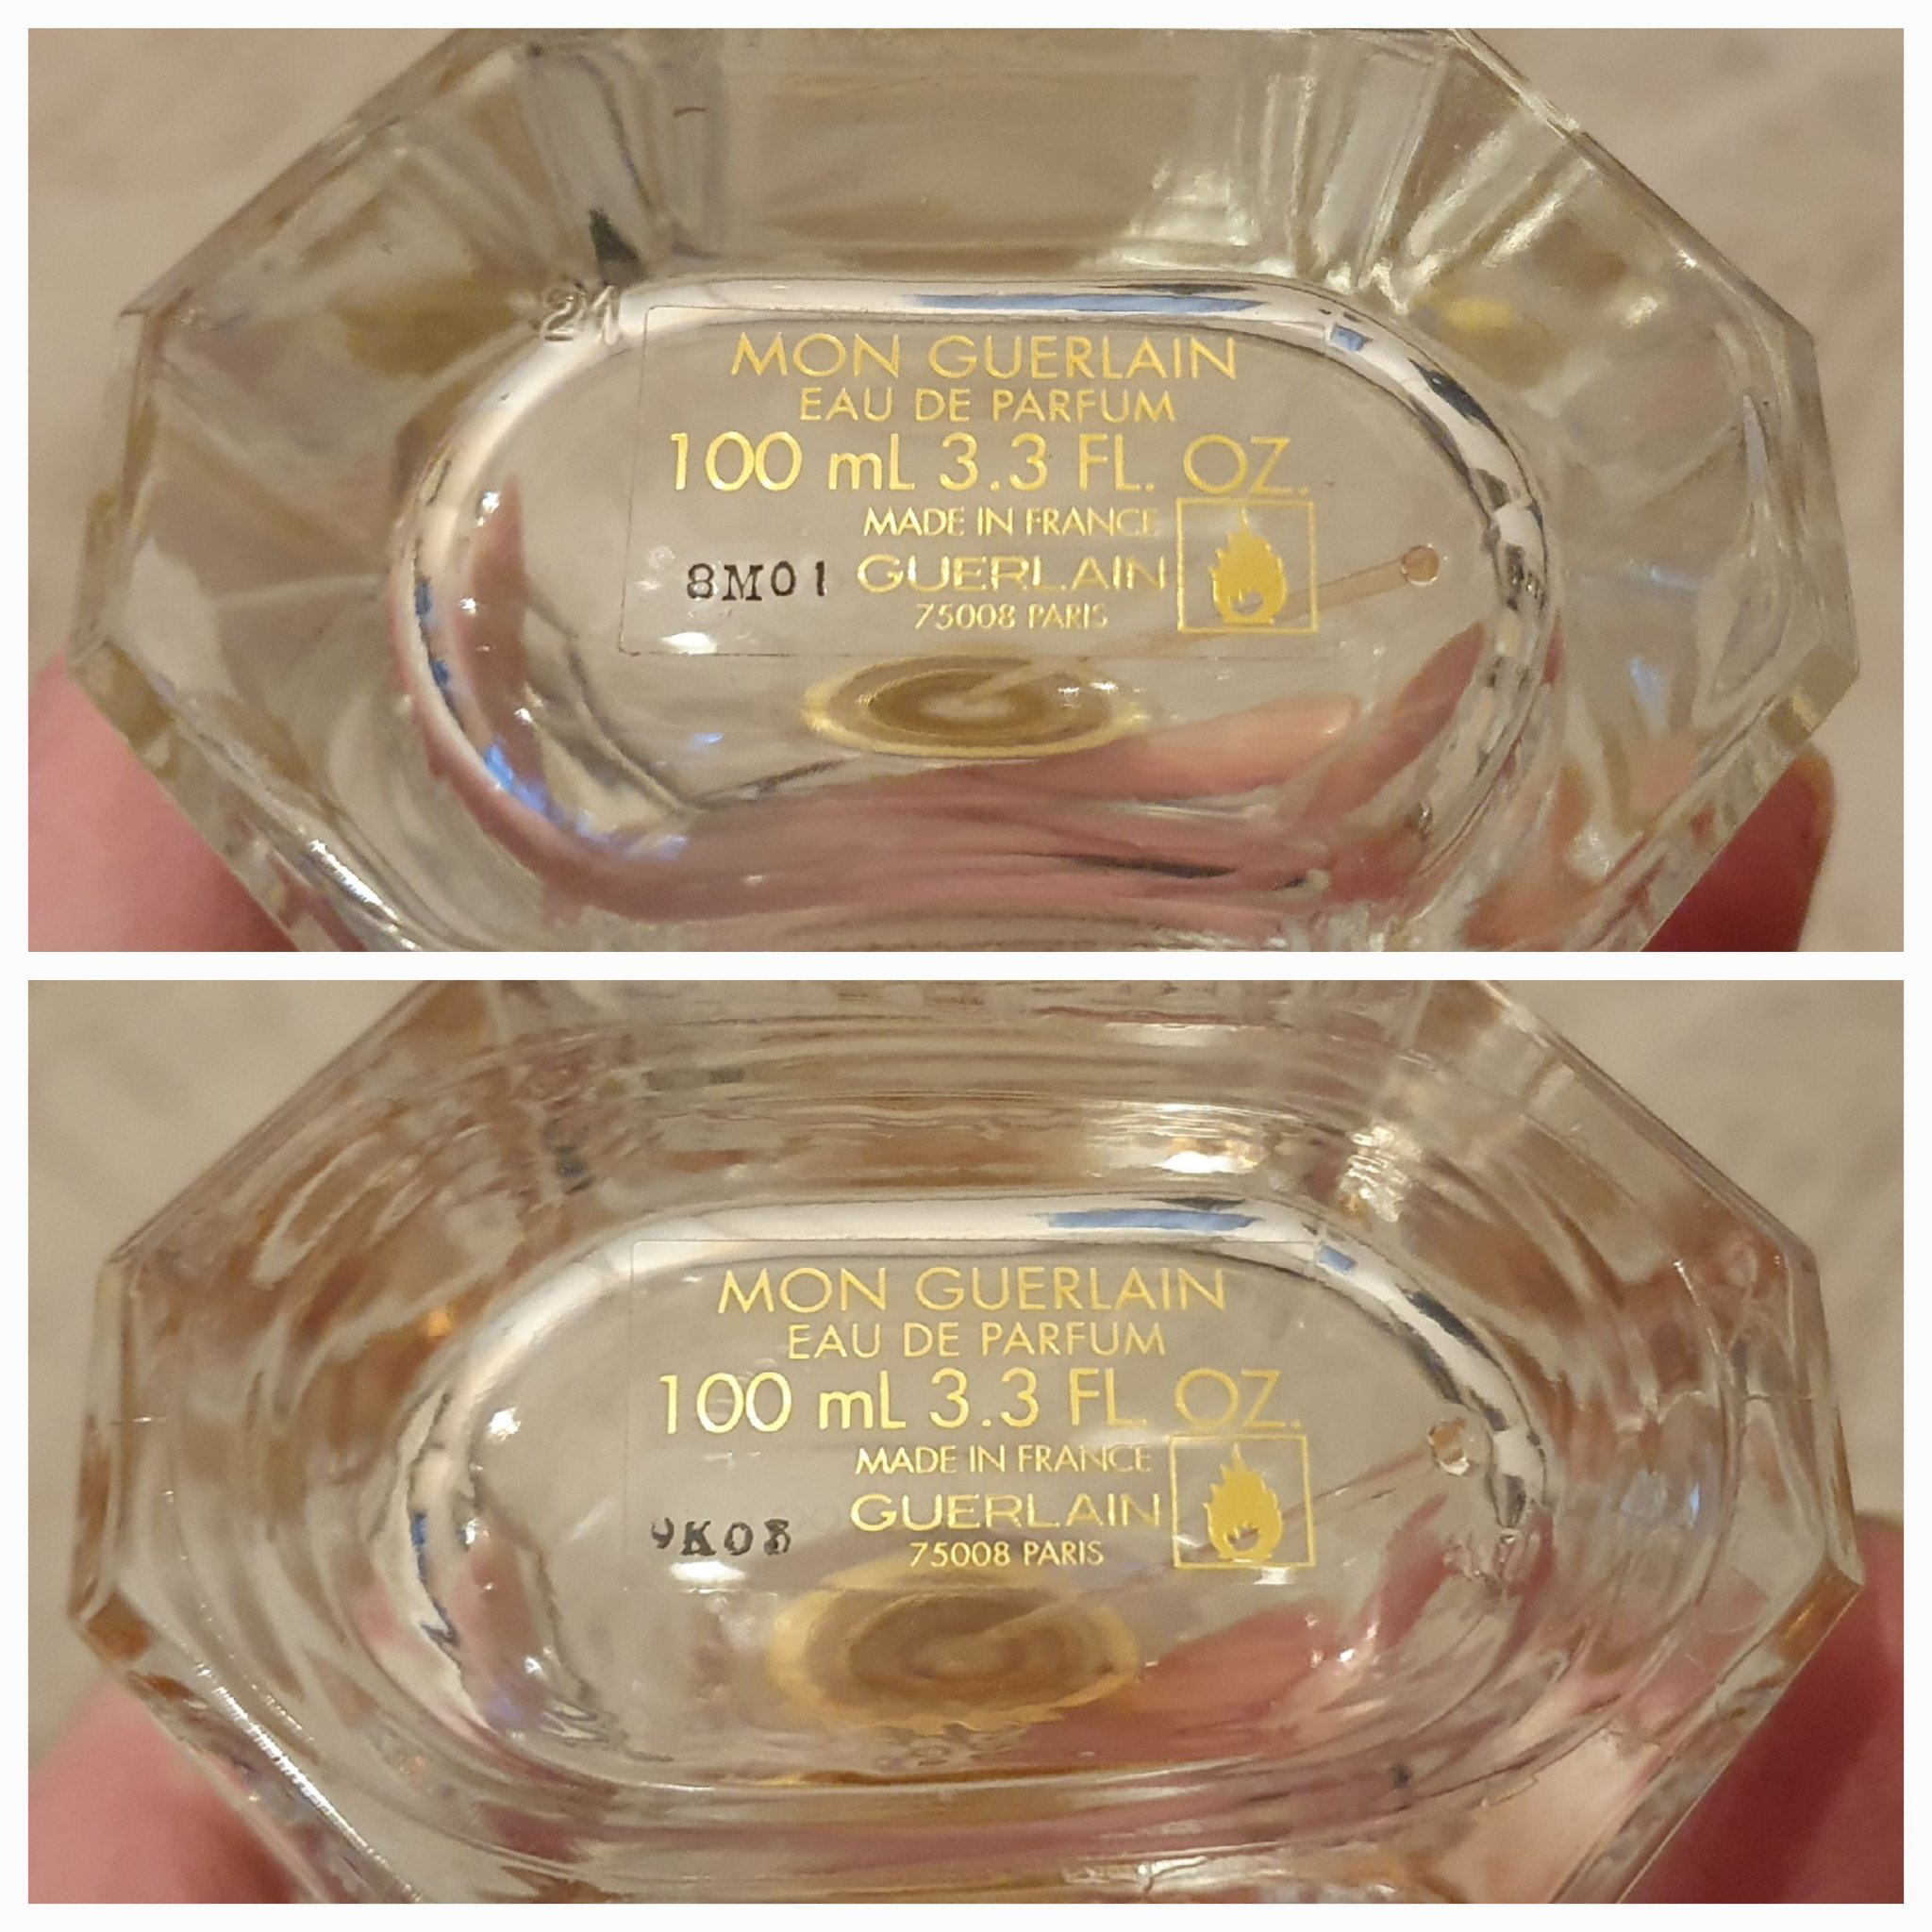 21
MON GUERLAIN
EAU DE PARFUM
100 mL 3.3 FL. OZ.
MADE IN FRANCE
8M01 GUERLAIN
75008 PARIS
MON GUERLAIN
EAU DE PARFUM
100 mL 3.3 FL. OZ.
MADE IN FRANCE
9K03 GUERLAIN
75008 PARIS